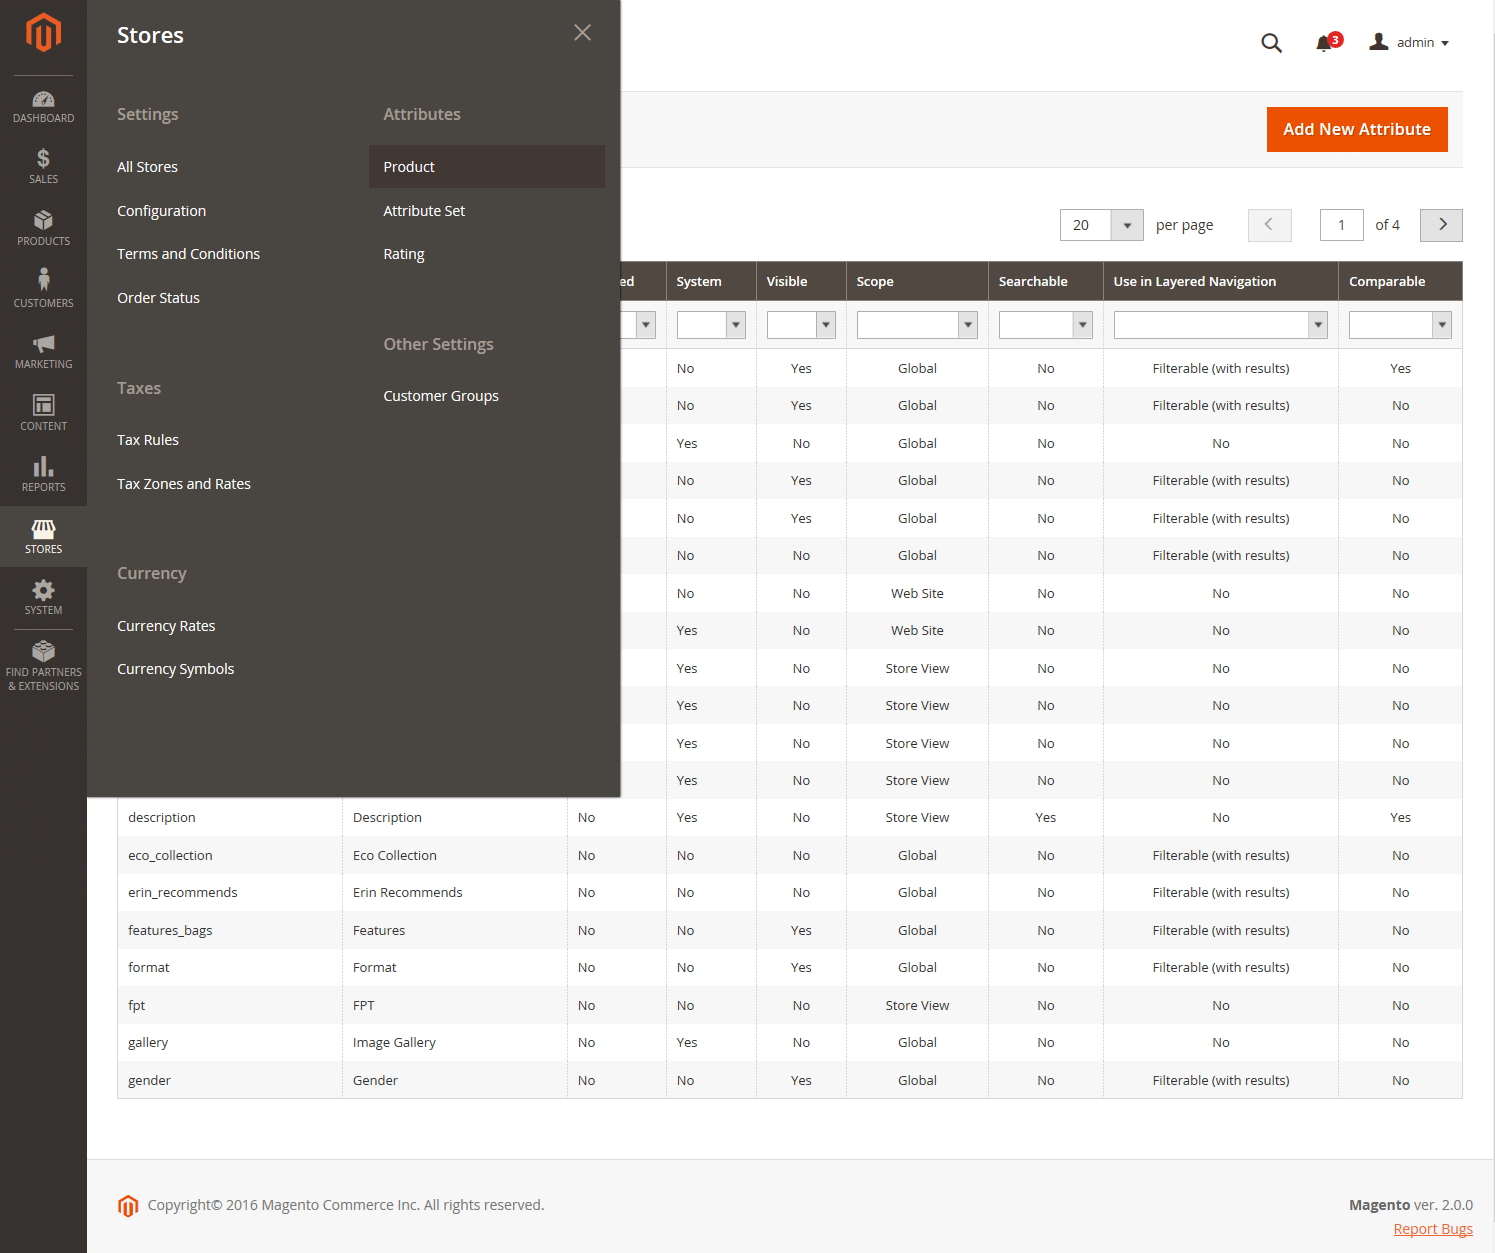 Stores
3
admin
DASHBOARD
SALES
PRODUCTS
CUSTOMERS
MARKETING
CONTENT
REPORTS
STORES
SYSTEM
FIND PARTNERS
& EXTENSIONS
Settings
All Stores
Configuration
Terms and Conditions
Order Status
Taxes
Tax Rules
Tax Zones and Rates
Currency
Currency Rates
Currency Symbols
Attributes
Product
Attribute Set
Rating
Other Settings
Customer Groups
Add New Attribute
20 per page 1 of 4
ed System Visible Scope Searchable Use in Layered Navigation Comparable
No Yes Global No Filterable (with results) Yes
No Yes Global No Filterable (with results) No
Yes No Global No No No
No Yes Global No Filterable (with results) No
No Yes Global No Filterable (with results) No
No No Global No Filterable (with results) No
No No Web Site No No No
Yes No Web Site No No No
Yes No Store View No No No
Yes No Store View No No No
Yes No Store View No No No
Yes No Store View No No No
description Description No Yes No Store View Yes No Yes
eco_collection Eco Collection No No No Global No Filterable (with results) No
erin_recommends Erin Recommends No No No Global No Filterable (with results) No
features_bags Features No No Yes Global No Filterable (with results) No
format Format No No Yes Global No Filterable (with results) No
fpt FPT No No No Store View No No No
gallery Image Gallery No Yes No Global No No No
gender Gender No No Yes Global No Filterable (with results) No
Copyright© 2016 Magento Commerce Inc. All rights reserved.
Magento ver. 2.0.0
Report Bugs